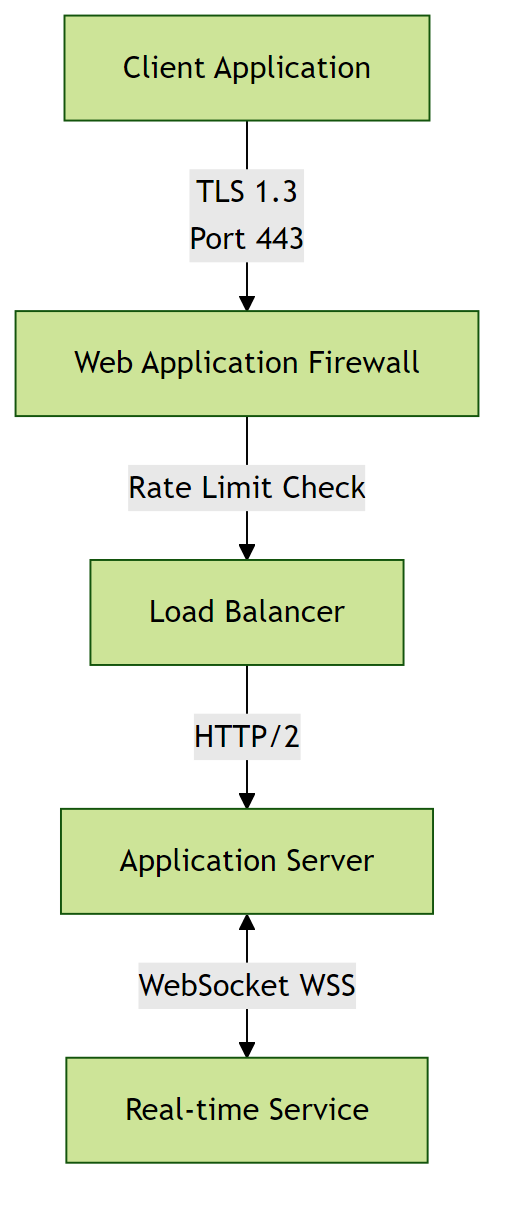 Client Application
TLS 1.3
Port 443
Web Application Firewall
Rate Limit Check
Load Balancer
HTTP/2
Application Server
WebSocket WSS
Real-time Service